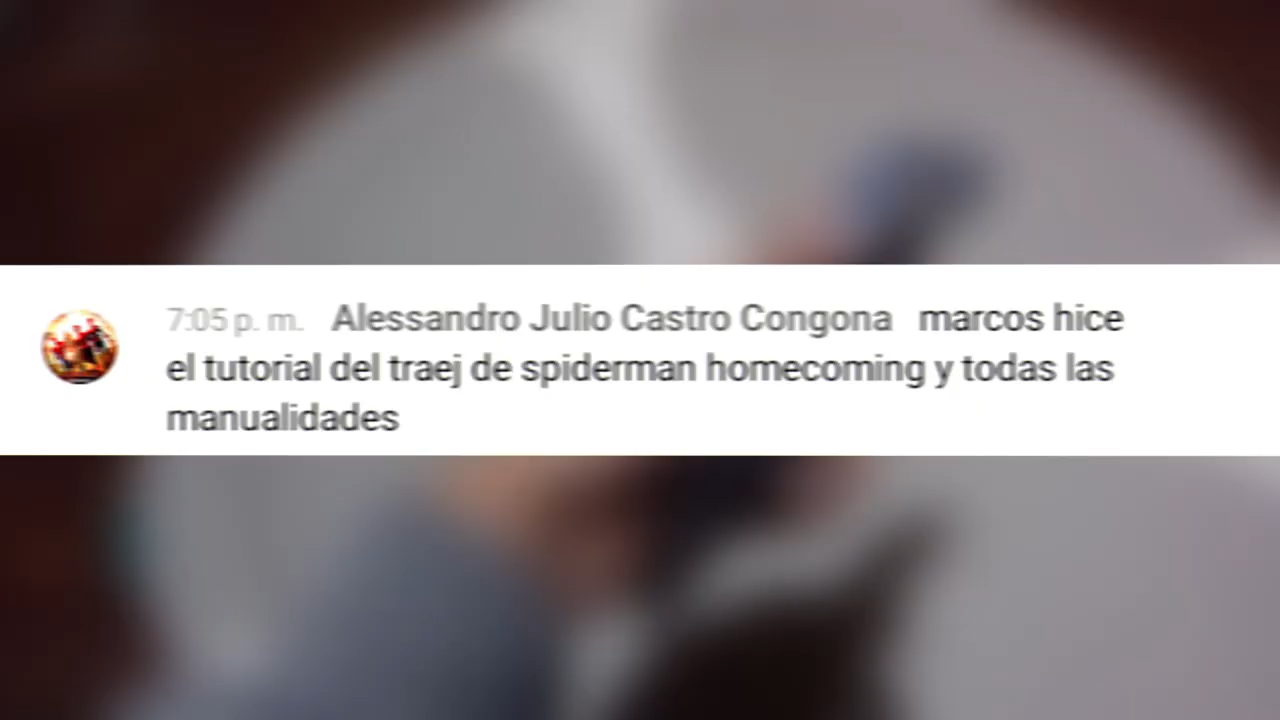 7:05 p. m. Alessandro Julio Castro Congona marcos hice
el tutorial del traej de spiderman homecoming y todas las
manualidades